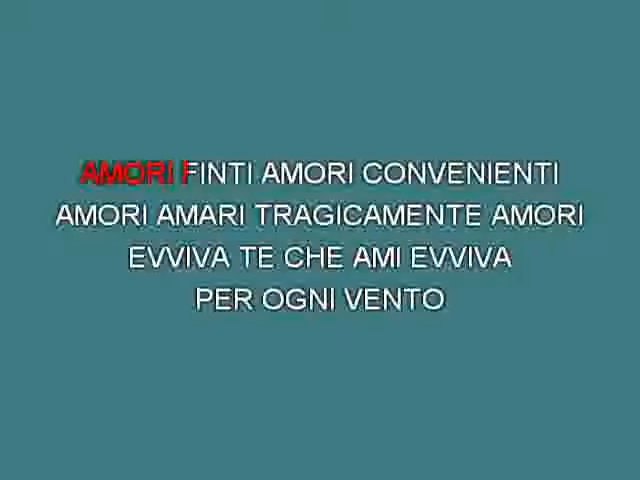 AMORI FINTI AMORI CONVENIENTI
AMORI AMARI TRAGICAMENTE AMORI
EVVIVA TE CHE AMI EVVIVA
PER OGNI VENTO